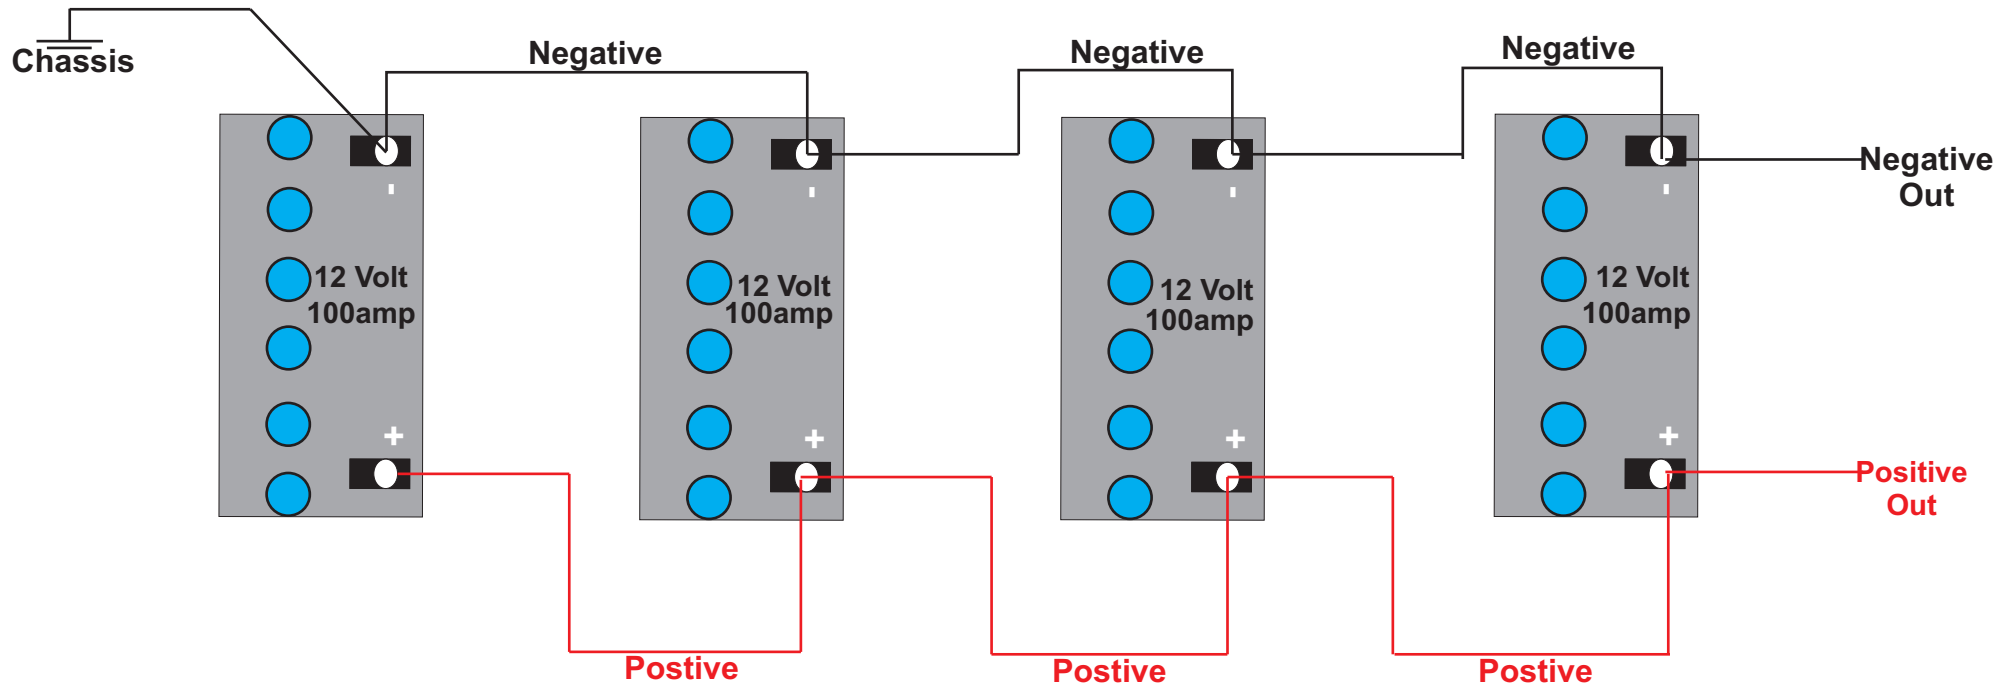 Chassis
Negative
Negative
Negative
-
-
-
-
Negative
Out
12 Volt
100amp
12 Volt
100amp
12 Volt
100amp
12 Volt
100amp
+
+
+
+
Positive
Out
Postive
Postive
Postive